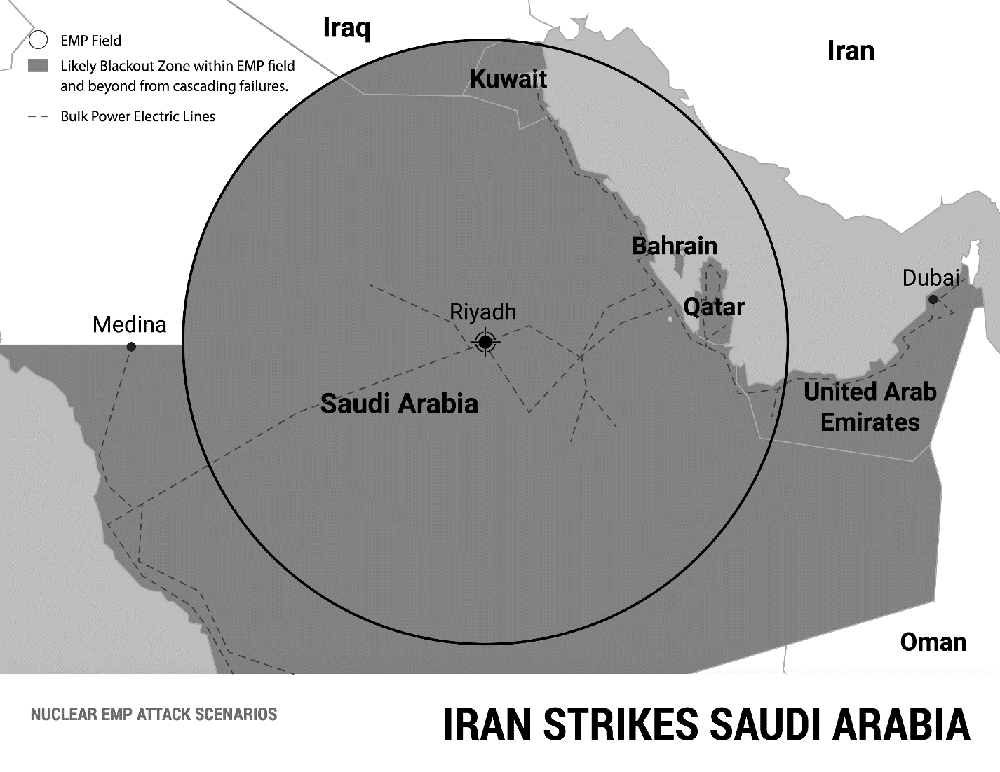 Iraq
Iran
EMP Field
Likely Blackout Zone within EMP field
and beyond from cascading failures.
Bulk Power Electric Lines
Kuwait
Bahrain
Dubai
Qatar
Riyadh
Medina
Saudi Arabia
United Arab
Emirates
Oman
NUCLEAR EMP ATTACK SCENARIOS
IRAN STRIKES SAUDI ARABIA